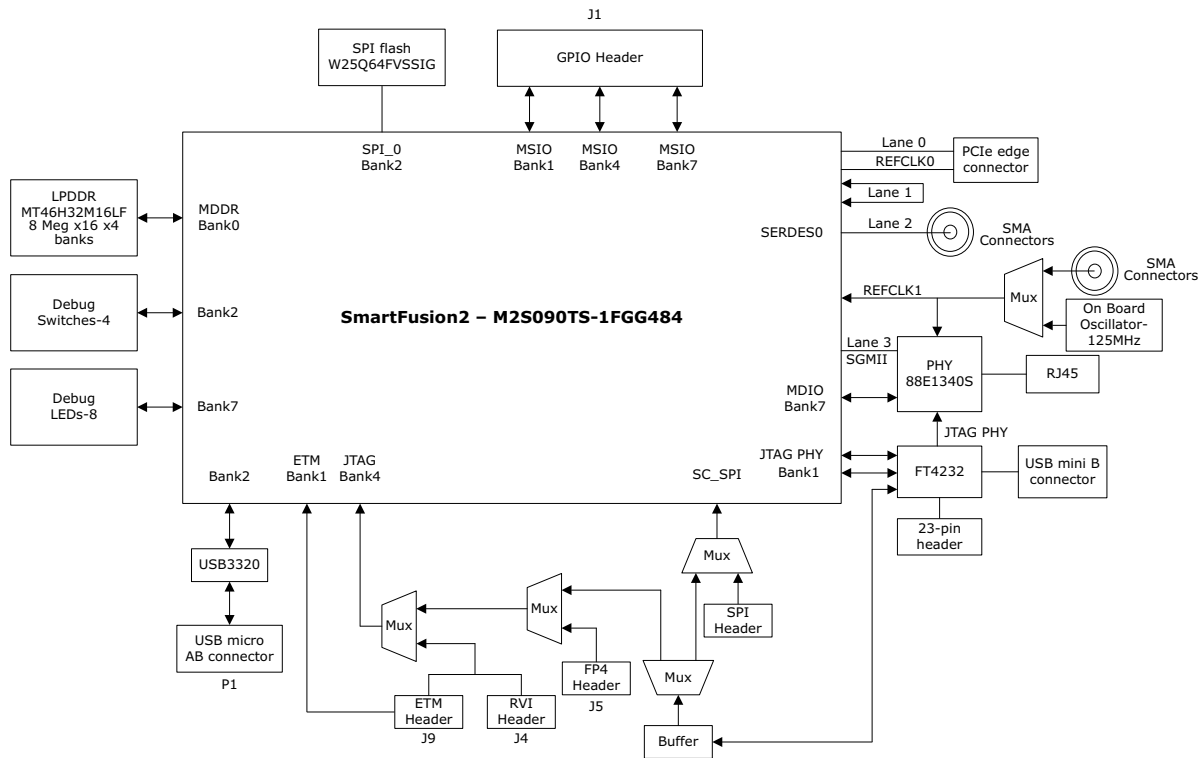 J1
SPI flash
W25Q64FVSSIG
GPIO Header
SPI_0
Bank2
MSIO
Bank1
MSIO
Bank4
MSIO
Bank7
Lane 0
REFCLK0
PCIe edge
connector
Lane 1
LPDDR
MT46H32M16LF
8 Meg x16 x4
banks
MDDR
Bank0
SERDES0
Lane 2
SMA
Connectors
SMA
Connectors
Debug
Switches-4
Bank2
SmartFusion2 – M2S090TS-1FGG484
REFCLK1
Mux
On Board
Oscillator-
125MHz
Lane 3
SGMII
PHY
88E1340S
RJ45
Debug
LEDs-8
Bank7
MDIO
Bank7
JTAG PHY
Bank2
ETM
Bank1
JTAG
Bank4
SC_SPI
JTAG PHY
Bank1
FT4232
USB mini B
connector
23-pin
header
USB3320
Mux
SPI
Header
Mux
Mux
USB micro
AB connector
P1
FP4
Header
J5
Mux
ETM
Header
J9
RVI
Header
J4
Buffer